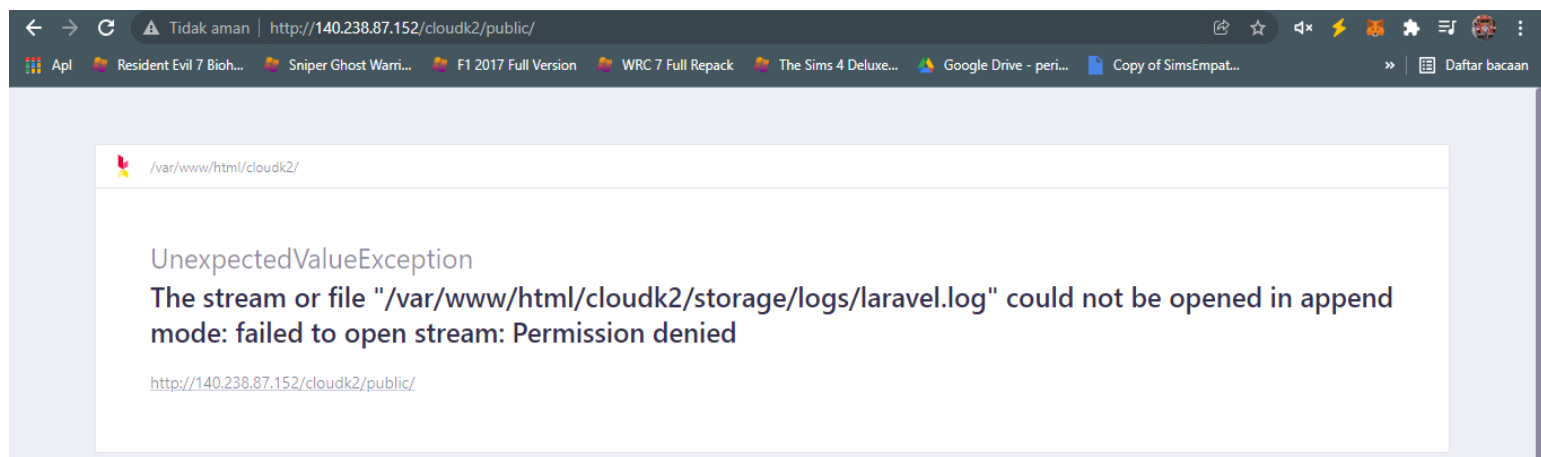 Tidak aman | http://140.238.87.152/cloudk2/public/
Apl Resident Evil 7 Bioh... Sniper Ghost Warri... F1 2017 Full Version WRC 7 Full Repack The Sims 4 Deluxe... Google Drive - peri... Copy of SimsEmpat... » Daftar bacaan
/var/www/html/cloudk2/
UnexpectedValueException
The stream or file "/var/www/html/cloudk2/storage/logs/laravel.log" could not be opened in append
mode: failed to open stream: Permission denied
http://140.238.87.152/cloudk2/public/